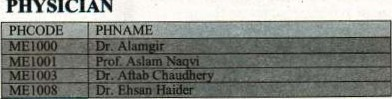 PHYSICIAN
PHCODE PHNAME
ME1000 Dr. Alamgir
ME1001 Prof. Aslam Naqvi
ME1003 Dr. Aftab Chaudhery
ME1008 Dr. Ehsan Haider